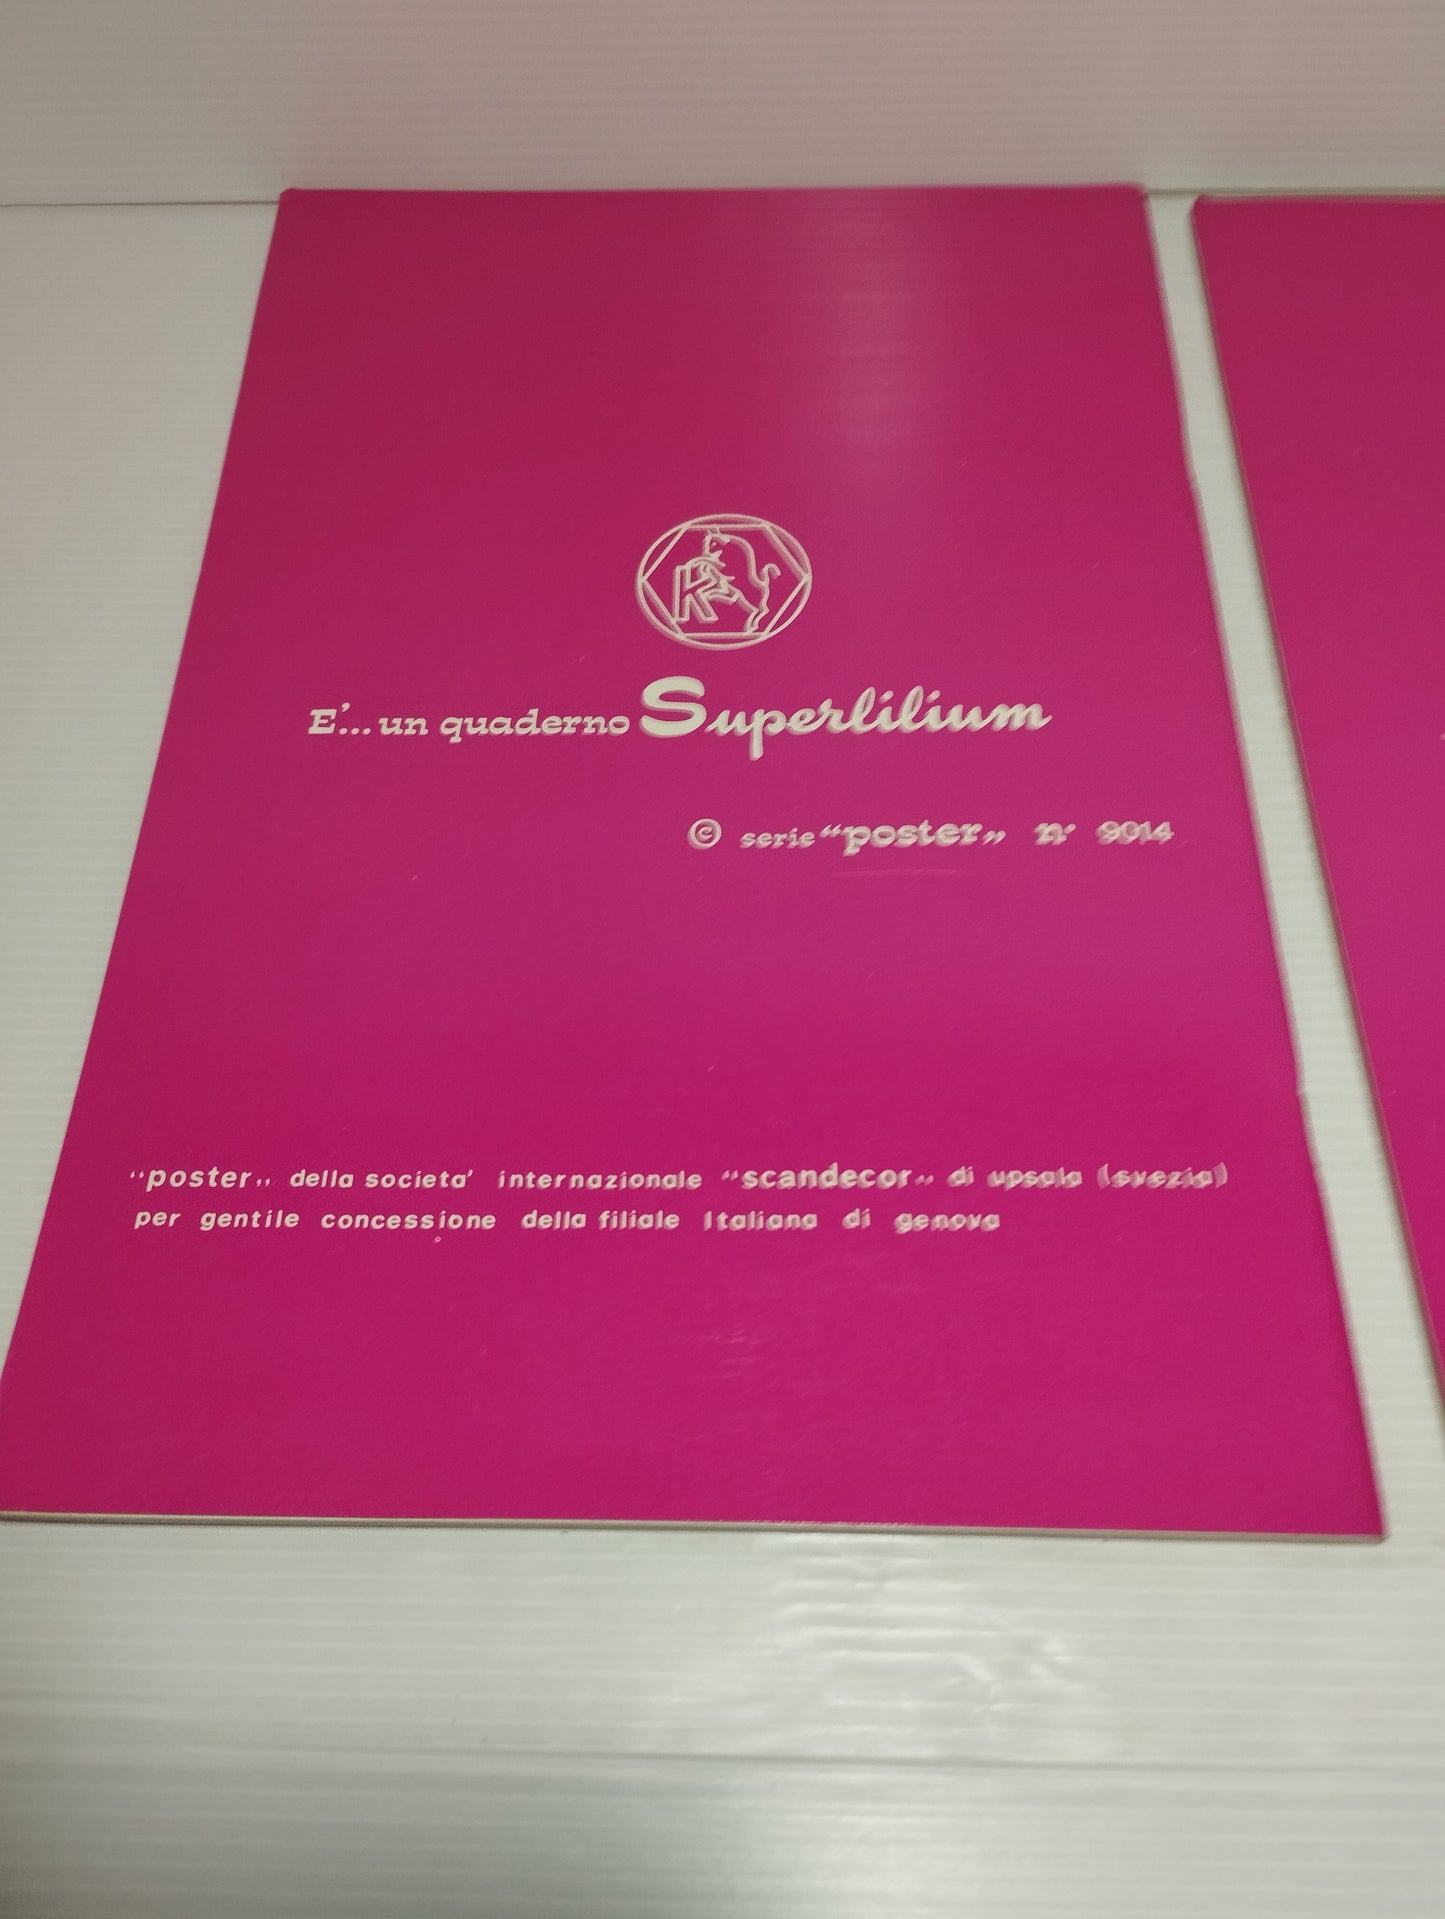 R
E'... un quaderno Superlilium
© serie “poster„ n° 9014
“poster„ della societa' internazionale “scandecor„ di upsala (svezia)
per gentile concessione della filiale Italiana di genova